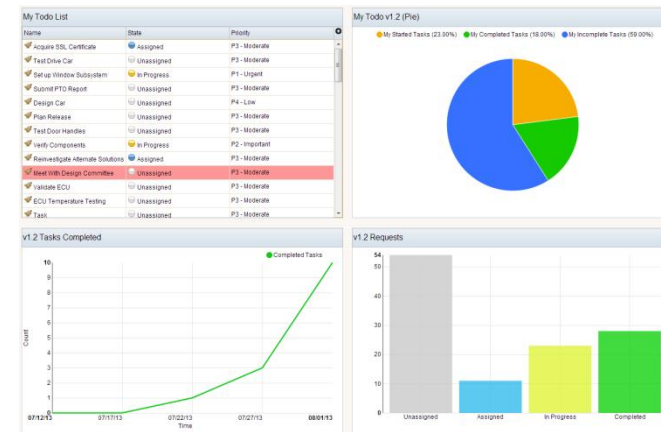 My Todo List
Name State Priority
Acquire SSL Certificate Assigned P3 - Moderate
Test Drive Car Unassigned P3 - Moderate
Set up Window Subsystem In Progress P1 - Urgent
Submit PTO Report Unassigned P3 - Moderate
Design Car Unassigned P4 - Low
Plan Release Unassigned P3 - Moderate
Test Door Handles Unassigned P3 - Moderate
Verify Components In Progress P2 - Important
Reinvestigate Alternate Solutions Assigned P3 - Moderate
Meet With Design Committee Unassigned P3 - Moderate
Validate ECU Unassigned P3 - Moderate
ECU Temperature Testing Unassigned P3 - Moderate
Task Unassigned P3 - Moderate
My Todo v1.2 (Pie)
My Started Tasks (23.00%) My Completed Tasks (18.00%) My Incomplete Tasks (59.00%)
v1.2 Tasks Completed
Completed Tasks
10
9
8
7
6
5
4
3
2
1
0
Count
07/12/13 07/17/13 07/22/13 07/27/13 08/01/13
Time
v1.2 Requests
54
50
40
30
20
10
0
Unassigned Assigned In Progress Completed